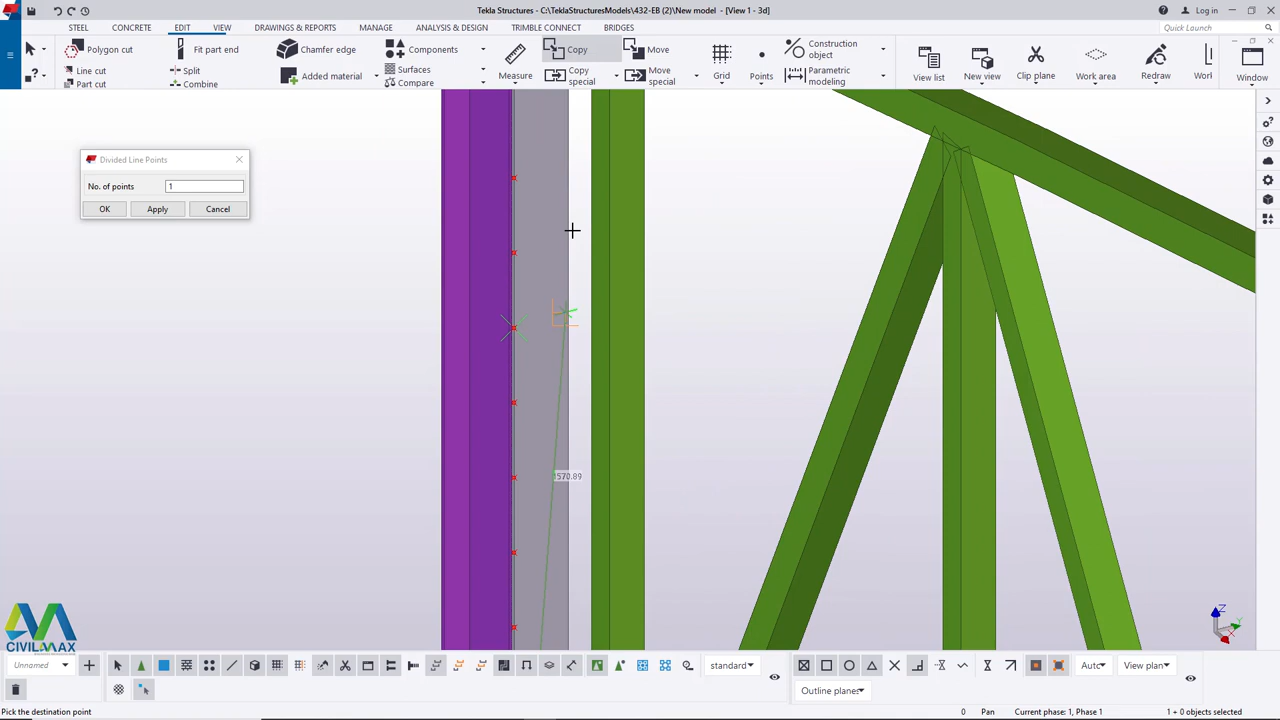 Tekla Structures - C:\TeklaStructuresModels\432-EB (2)\New model - [View 1 - 3d]
Log in
STEEL CONCRETE EDIT VIEW DRAWINGS & REPORTS MANAGE ANALYSIS & DESIGN TRIMBLE CONNECT BRIDGES
Quick Launch
Polygon cut
Fit part end
Chamfer edge
Components
Copy
Move
Construction object
Line cut
Part cut
Split
Combine
Added material
Surfaces
Compare
Measure
Copy special
Move special
Grid
Points
Parametric modeling
View list
New view
Clip plane
Work area
Redraw
Worl
Window
Divided Line Points
No. of points 1
OK Apply Cancel
1570.89
CIVILMAX
Z
Unnamed
standard
Auto
View plan
Outline planes
Pick the destination point
0 Pan Current phase: 1, Phase 1 1 + 0 objects selected